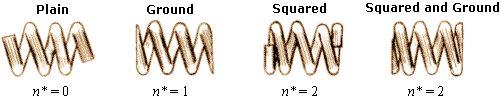 Plain Ground Squared Squared and Ground
n* = 0 n* = 1 n* = 2 n* = 2